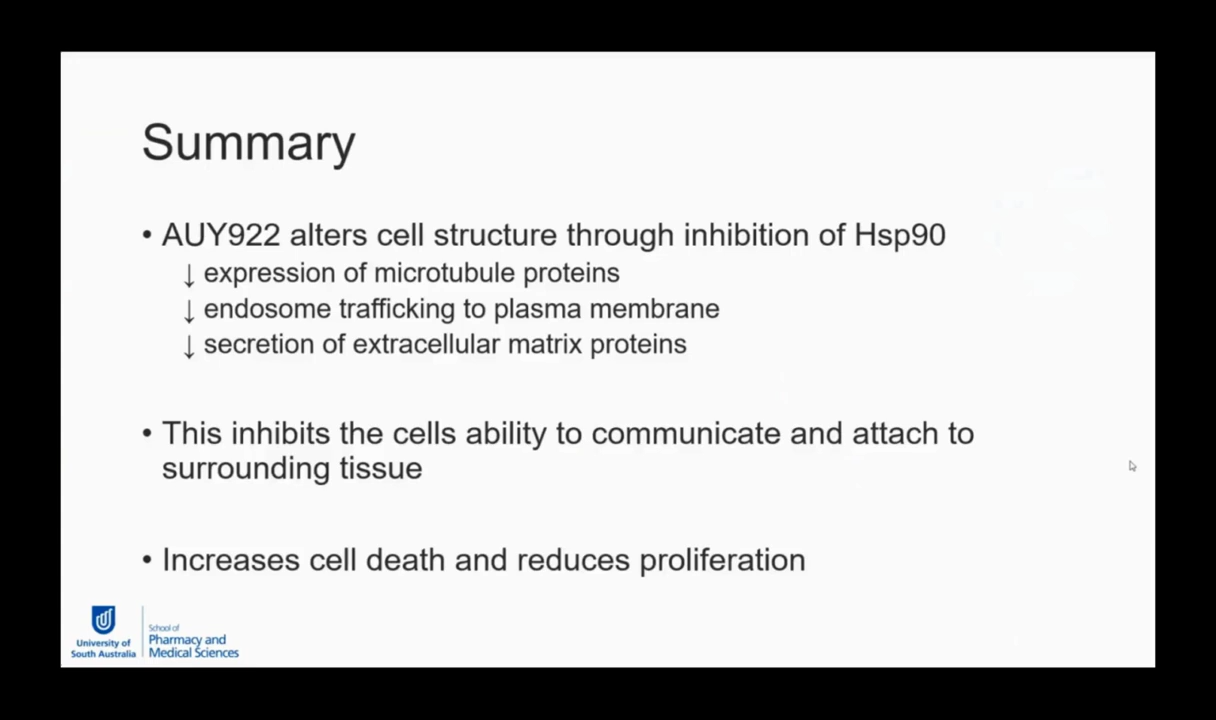 Summary
• AUY922 alters cell structure through inhibition of Hsp90
↓ expression of microtubule proteins
↓ endosome trafficking to plasma membrane
↓ secretion of extracellular matrix proteins
• This inhibits the cells ability to communicate and attach to
surrounding tissue
• Increases cell death and reduces proliferation
University of
South Australia
School of
Pharmacy and
Medical Sciences